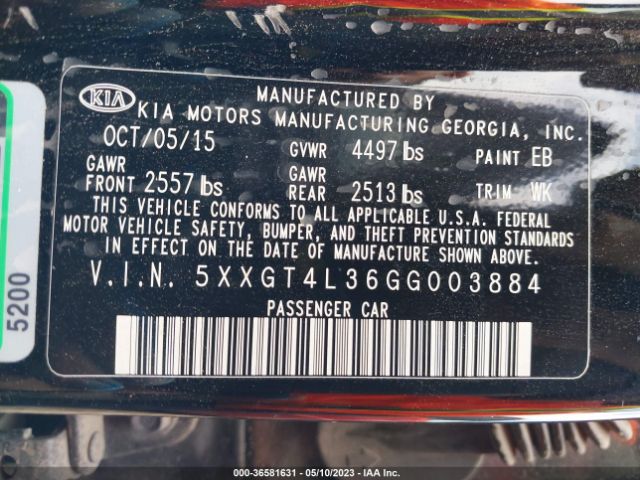 MANUFACTURED BY
KIA KIA MOTORS MANUFACTURING GEORGIA, INC.
OCT/05/15 GVWR 4497 lbs PAINT EB
GAWR FRONT 2557 lbs GAWR REAR 2513 lbs TRIM WK
THIS VEHICLE CONFORMS TO ALL APPLICABLE U.S.A. FEDERAL
MOTOR VEHICLE SAFETY, BUMPER, AND THEFT PREVENTION STANDARDS
IN EFFECT ON THE DATE OF MANUFACTURE SHOWN ABOVE.
V.I.N. 5XXGT4L36GG003884
PASSENGER CAR
5200
000-36581631 - 05/10/2023 - IAA Inc.